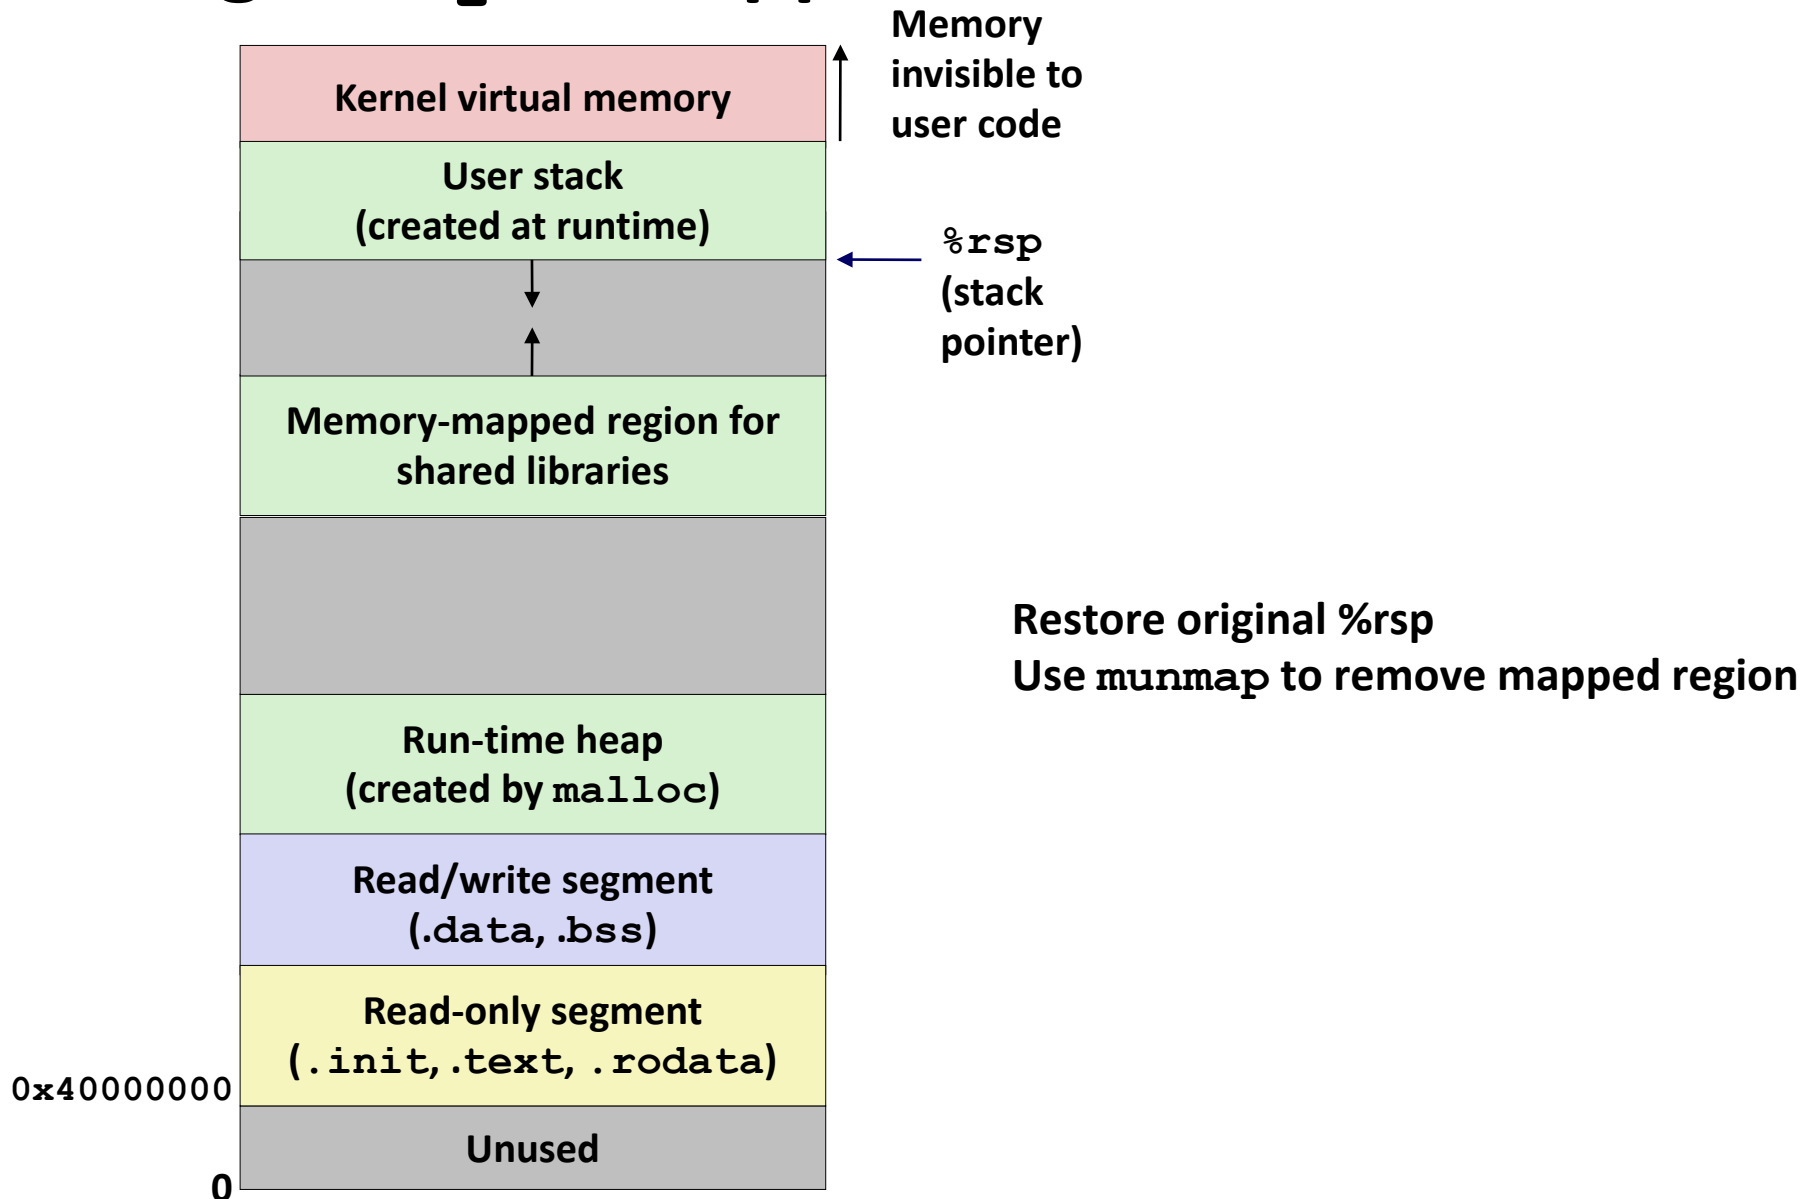 Memory
invisible to
user code
Kernel virtual memory
User stack
(created at runtime)
%rsp
(stack
pointer)
Memory-mapped region for
shared libraries
Restore original %rsp
Use munmap to remove mapped region
Run-time heap
(created by malloc)
Read/write segment
(.data, .bss)
Read-only segment
(.init, .text, .rodata)
0x40000000
Unused
0